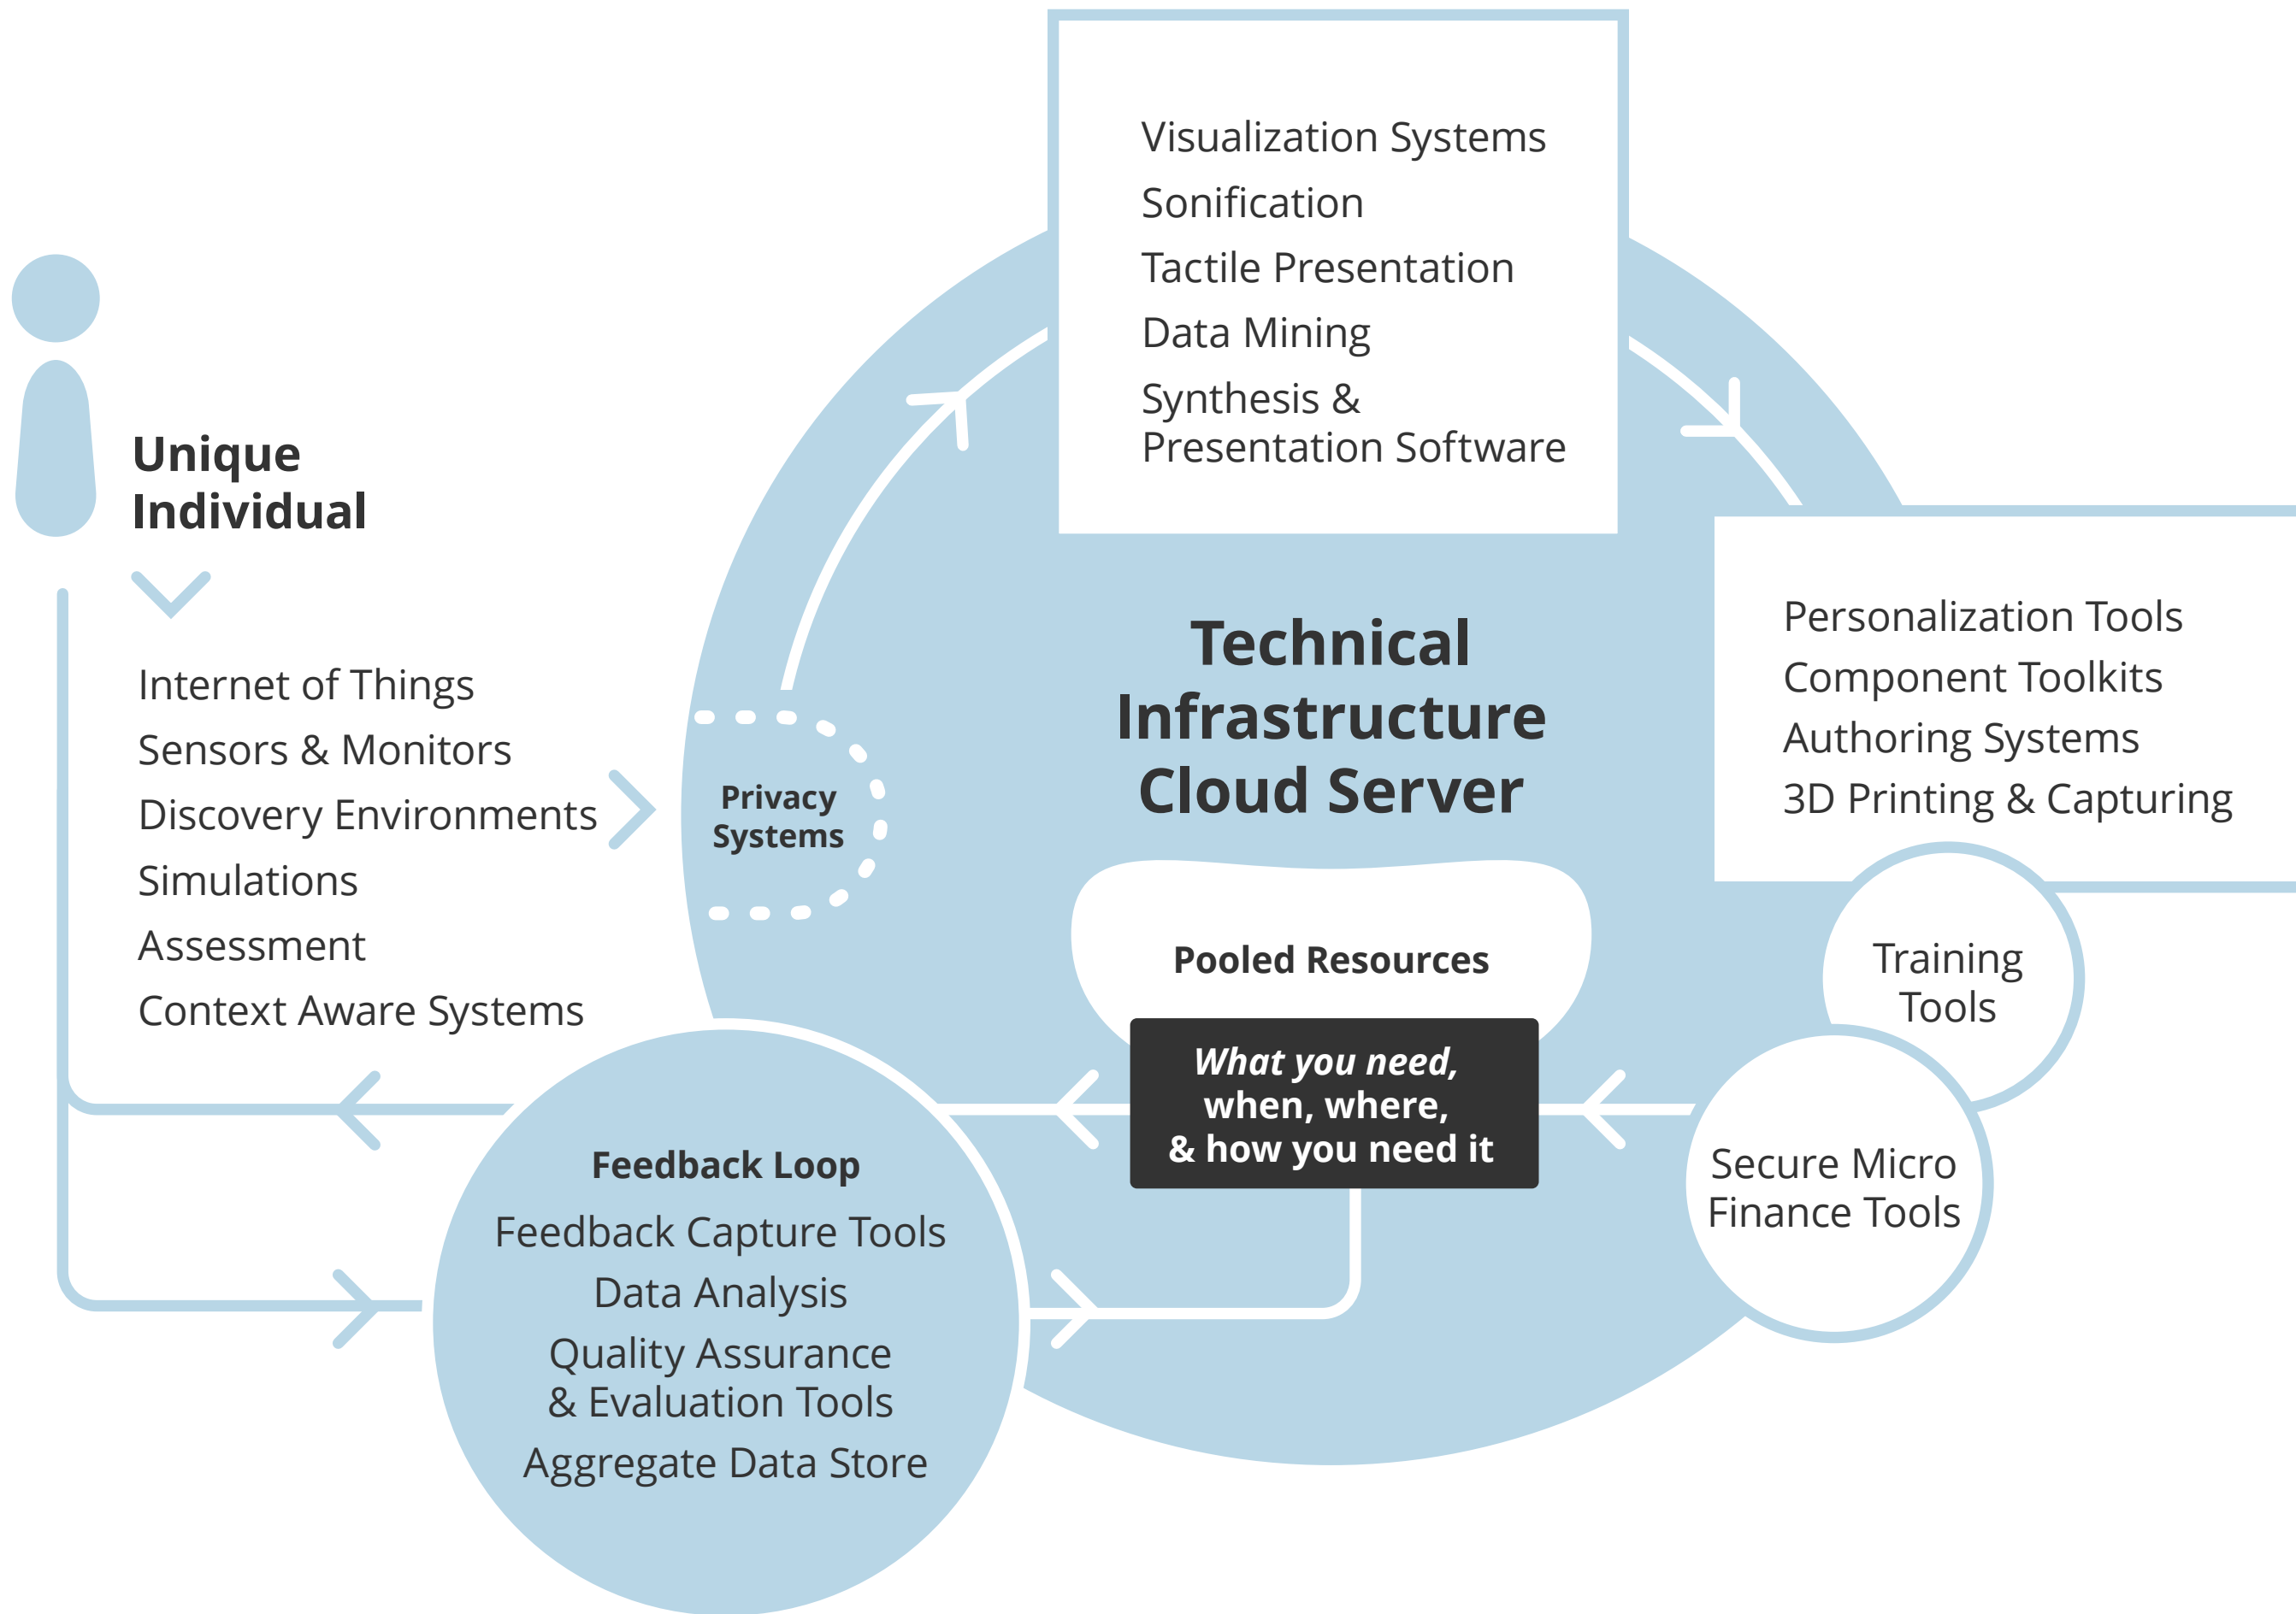 Unique
Individual
Internet of Things
Sensors & Monitors
Discovery Environments
Simulations
Assessment
Context Aware Systems
Privacy
Systems
Visualization Systems
Sonification
Tactile Presentation
Data Mining
Synthesis &
Presentation Software
Technical
Infrastructure
Cloud Server
Personalization Tools
Component Toolkits
Authoring Systems
3D Printing & Capturing
Training
Tools
Secure Micro
Finance Tools
Pooled Resources
What you need,
when, where,
& how you need it
Feedback Loop
Feedback Capture Tools
Data Analysis
Quality Assurance
& Evaluation Tools
Aggregate Data Store